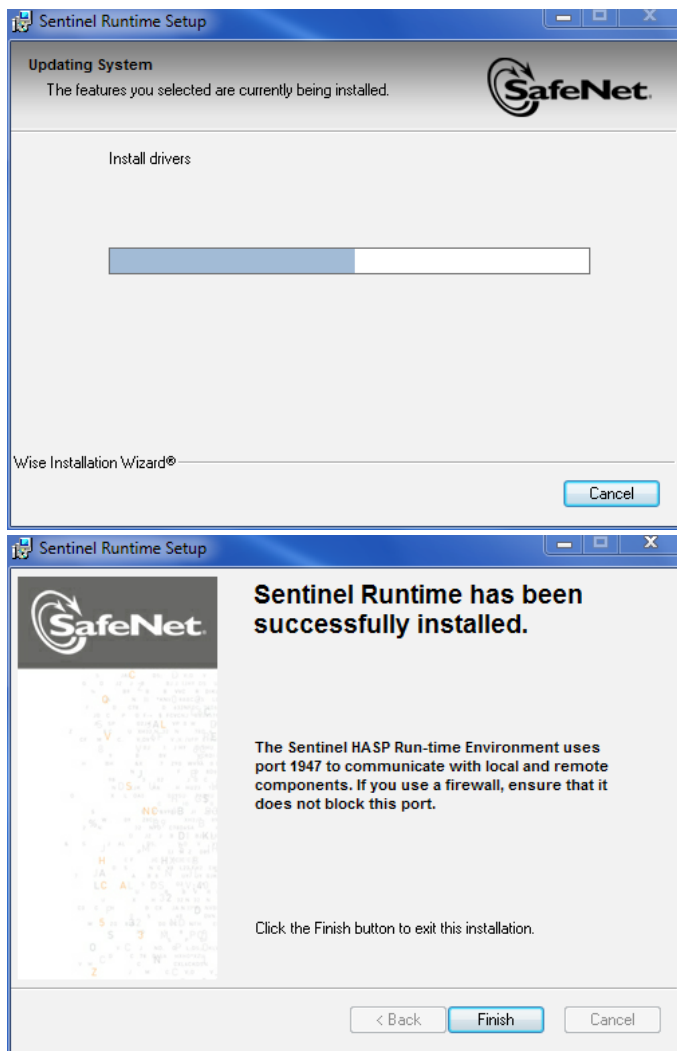 Sentinel Runtime Setup
Updating System
The features you selected are currently being installed.
SafeNet.
Install drivers
Wise Installation Wizard®
Cancel
Sentinel Runtime Setup
SafeNet.
Sentinel Runtime has been
successfully installed.
The Sentinel HASP Run-time Environment uses
port 1947 to communicate with local and remote
components. If you use a firewall, ensure that it
does not block this port.
Click the Finish button to exit this installation.
< Back
Finish
Cancel